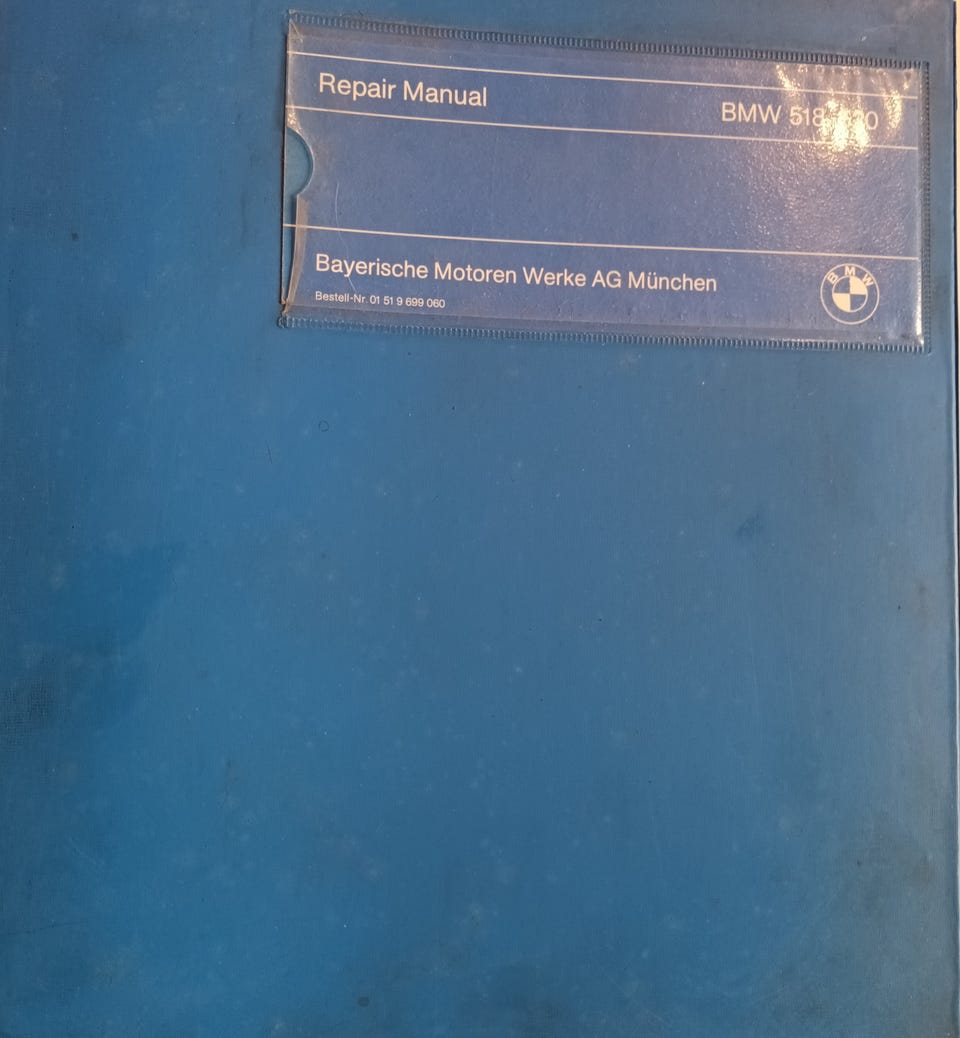 Repair Manual
BMW 518
Bayerische Motoren Werke AG München
Bestell-Nr. 01 51 9 699 060
BMW